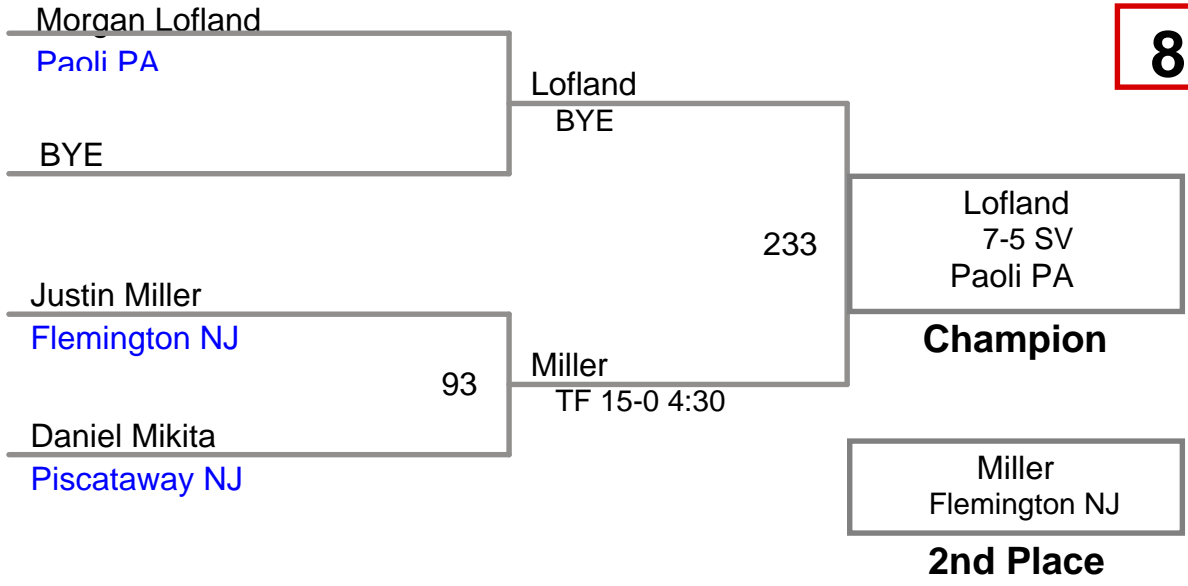 Morgan Lofland
Paoli PA
8
Lofland
BYE
BYE
Lofland
7-5 SV
Paoli PA
233
Justin Miller
Flemington NJ
Champion
Miller
93
TF 15-0 4:30
Daniel Mikita
Piscataway NJ
Miller
Flemington NJ
2nd Place